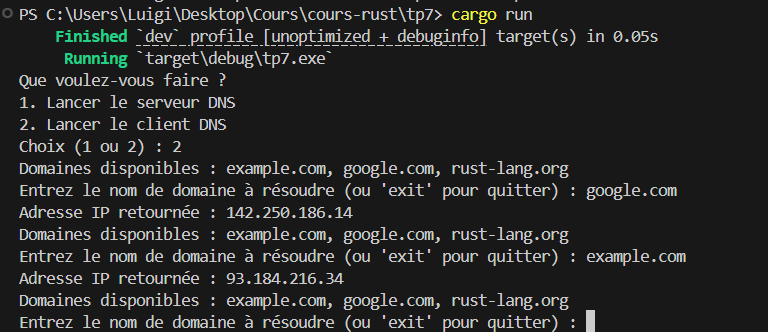 PS C:\Users\Luigi\Desktop\Cours\cours-rust\tp7> cargo run
Finished `dev` profile [unoptimized + debuginfo] target(s) in 0.05s
Running `target\debug\tp7.exe`
Que voulez-vous faire ?
1. Lancer le serveur DNS
2. Lancer le client DNS
Choix (1 ou 2) : 2
Domaines disponibles : example.com, google.com, rust-lang.org
Entrez le nom de domaine à résoudre (ou 'exit' pour quitter) : google.com
Adresse IP retournée : 142.250.186.14
Domaines disponibles : example.com, google.com, rust-lang.org
Entrez le nom de domaine à résoudre (ou 'exit' pour quitter) : example.com
Adresse IP retournée : 93.184.216.34
Domaines disponibles : example.com, google.com, rust-lang.org
Entrez le nom de domaine à résoudre (ou 'exit' pour quitter) :